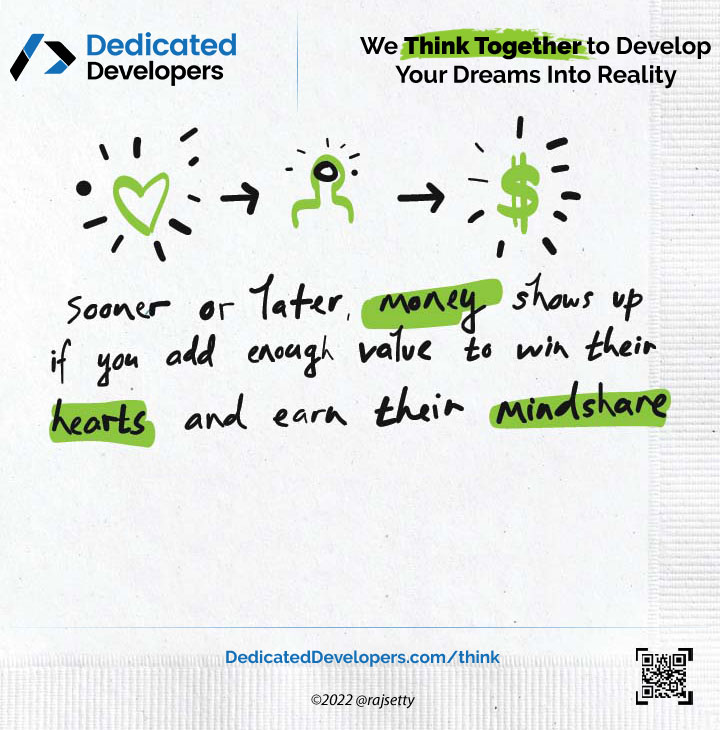 Dedicated
Developers
We Think Together to Develop
Your Dreams Into Reality
$
sooner or later, money shows up
if you add enough value to win their
hearts and earn their mindshare
DedicatedDevelopers.com/think
©2022 @rajsetty